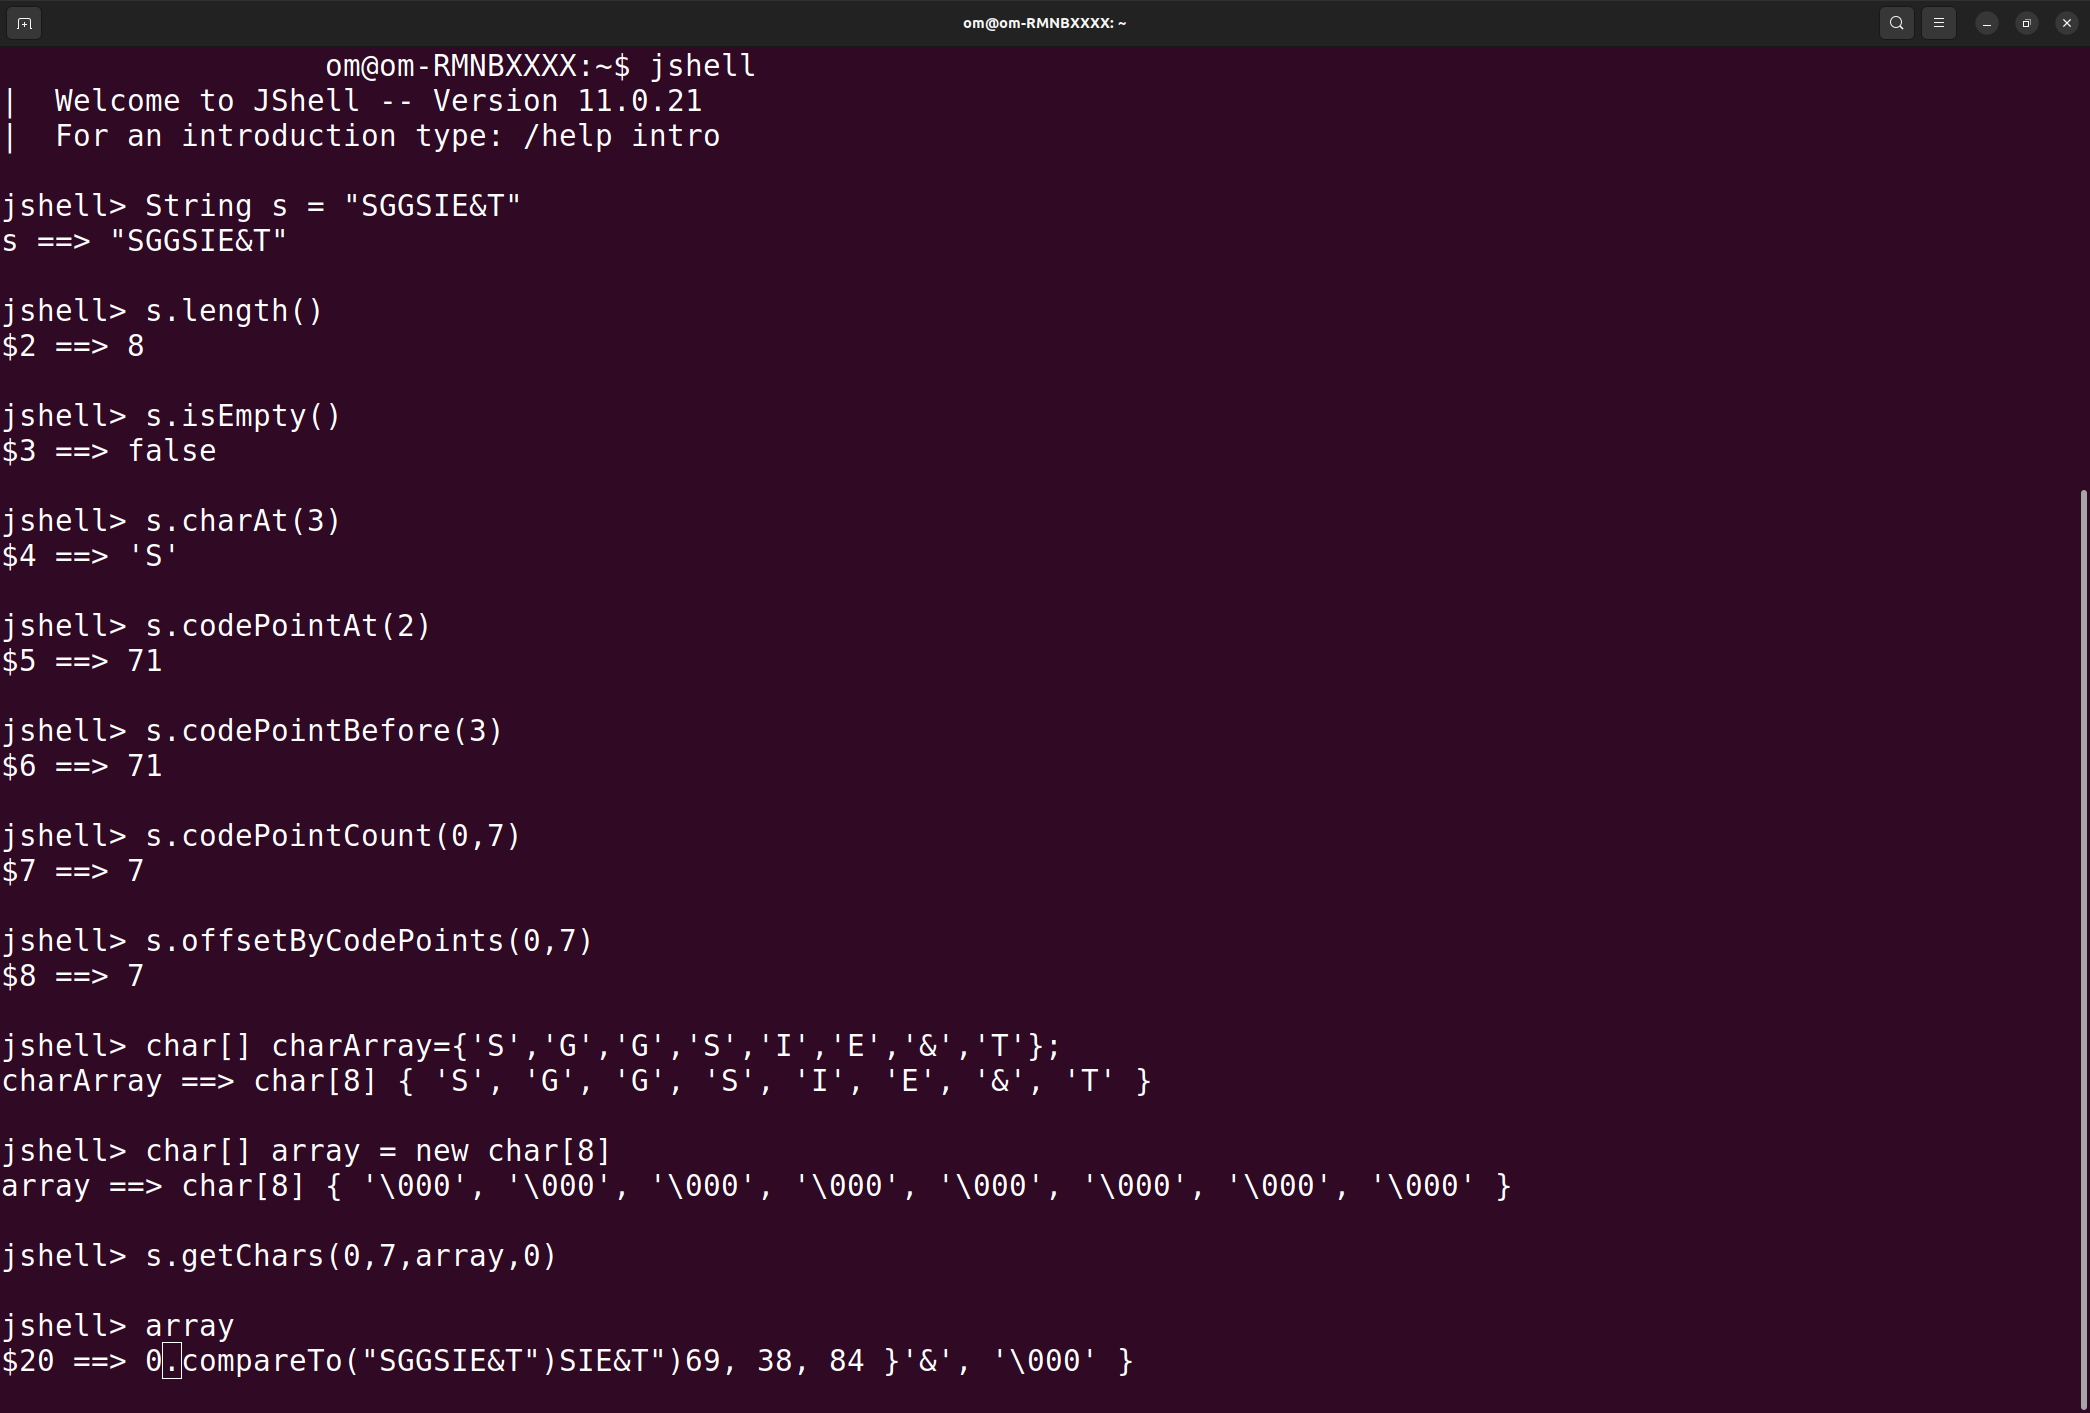 om@om-RMNBXXXX: ~
om@om-RMNBXXXX:~$ jshell
|  Welcome to JShell -- Version 11.0.21
|  For an introduction type: /help intro
jshell> String s = "SGGSIE&T"
s ==> "SGGSIE&T"
jshell> s.length()
$2 ==> 8
jshell> s.isEmpty()
$3 ==> false
jshell> s.charAt(3)
$4 ==> 'S'
jshell> s.codePointAt(2)
$5 ==> 71
jshell> s.codePointBefore(3)
$6 ==> 71
jshell> s.codePointCount(0,7)
$7 ==> 7
jshell> s.offsetByCodePoints(0,7)
$8 ==> 7
jshell> char[] charArray={'S','G','G','S','I','E','&','T'};
charArray ==> char[8] { 'S', 'G', 'G', 'S', 'I', 'E', '&', 'T' }
jshell> char[] array = new char[8]
array ==> char[8] { '\000', '\000', '\000', '\000', '\000', '\000', '\000', '\000' }
jshell> s.getChars(0,7,array,0)
jshell> array
$20 ==> 0.compareTo("SGGSIE&T")SIE&T")69, 38, 84 }'&', '\000' }